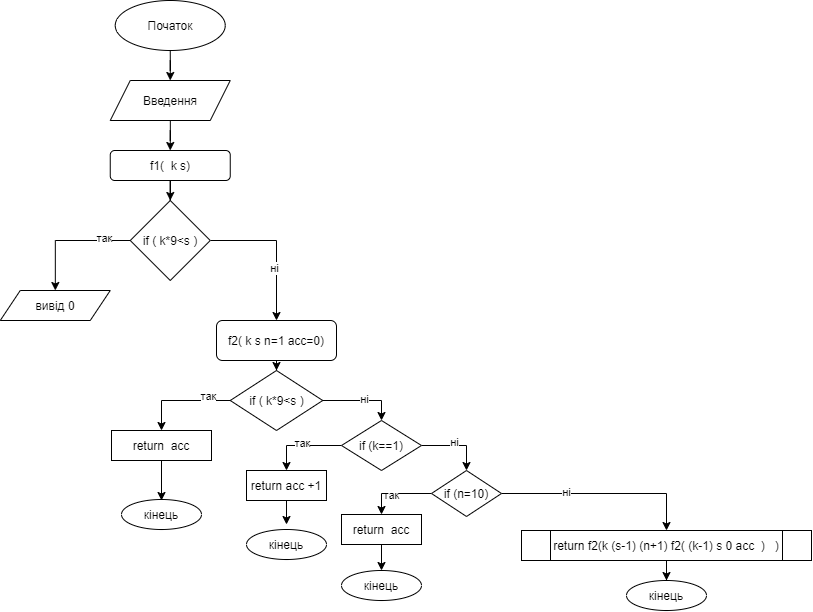 Початок
Введення
f1( k s)
так
if ( k*9<s )
ні
вивід 0
f2( k s n=1 acc=0)
так
if ( k*9<s )
ні
return acc
так
if (k==1)
ні
return acc +1
так
if (n=10)
ні
кінець
return acc
кінець
return f2(k (s-1) (n+1) f2( (k-1) s 0 acc ) )
кінець
кінець